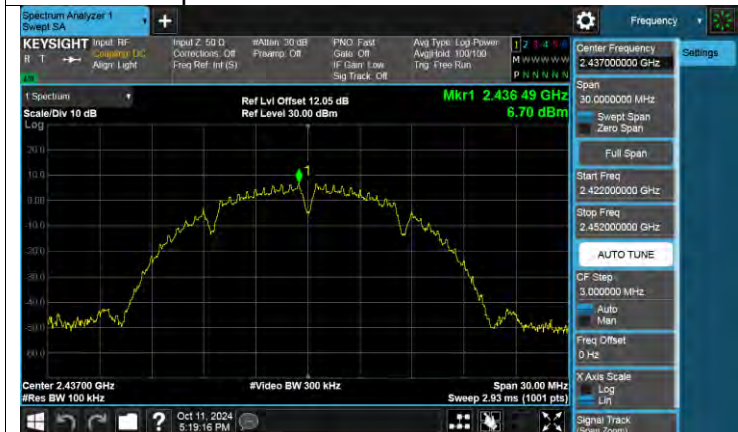 Spectrum Analyzer 1
Swept SA
Frequency
KEYSIGHT
R T
Input: RF
Coupling: DC
Align: Light
Input Z: 50 Ω
Corrections: Off
Freq Ref: Int (S)
#Atten: 30 dB
Preamp: Off
PNO: Fast
Gate: Off
IF Gain: Low
Sig Track: Off
Avg Type: Log-Power
Avg|Hold: 100/100
Trig: Free Run
1 2 3 4 5 6
M W W W W W
P N N N N N
1 Spectrum
Scale/Div 10 dB
Log
Ref Lvl Offset 12.05 dB
Ref Level 30.00 dBm
Mkr1 2.436 49 GHz
6.70 dBm
1
20.0
10.0
0.00
-10.0
-20.0
-30.0
-40.0
-50.0
-60.0
Center 2.43700 GHz
#Res BW 100 kHz
#Video BW 300 kHz
Span 30.00 MHz
Sweep 2.93 ms (1001 pts)
Oct 11, 2024
5:19:16 PM
?
Center Frequency
2.437000000 GHz
Span
30.0000000 MHz
Swept Span
Zero Span
Full Span
Start Freq
2.422000000 GHz
Stop Freq
2.452000000 GHz
AUTO TUNE
CF Step
3.000000 MHz
Auto
Man
Freq Offset
0 Hz
X Axis Scale
Log
Lin
Signal Track
(Span Zoom)
Settings